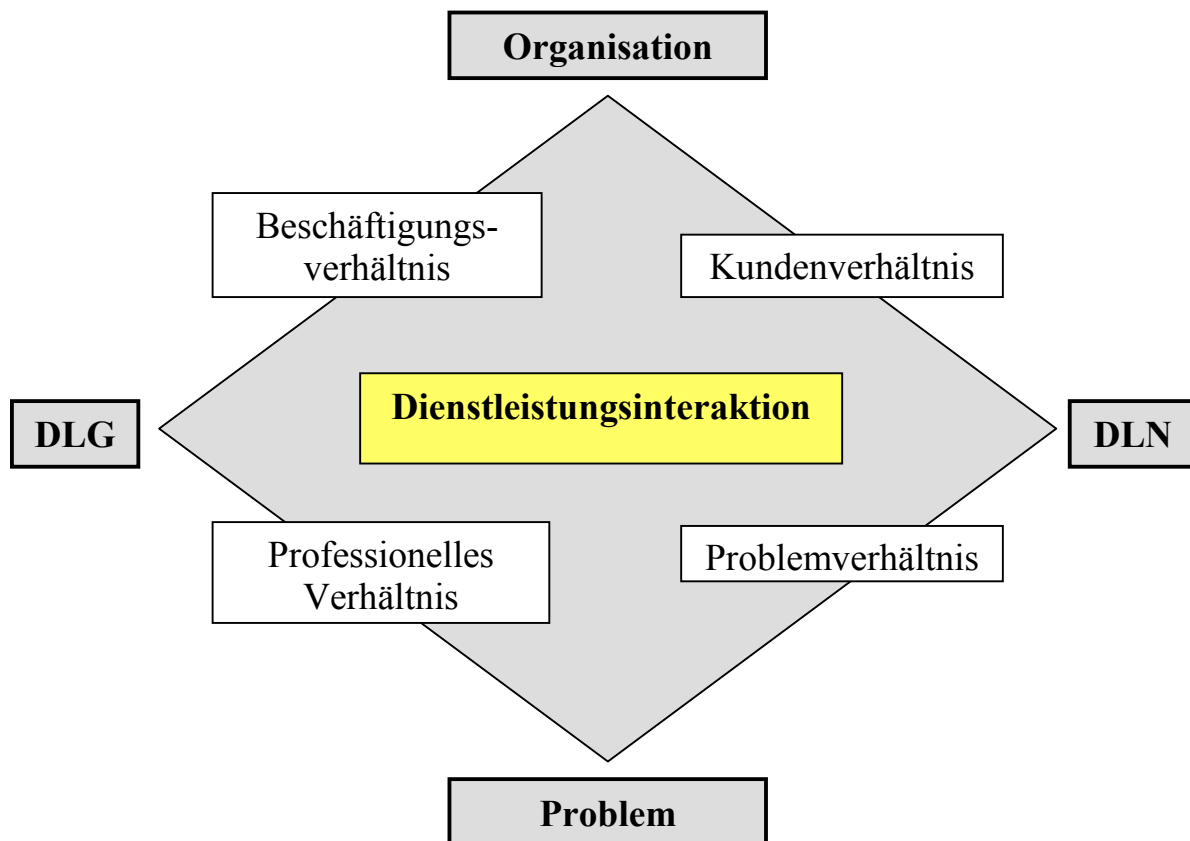 Organisation
Beschäftigungs-
verhältnis
Kundenverhältnis
Dienstleistungsinteraktion
DLG
DLN
Professionelles
Verhältnis
Problemverhältnis
Problem